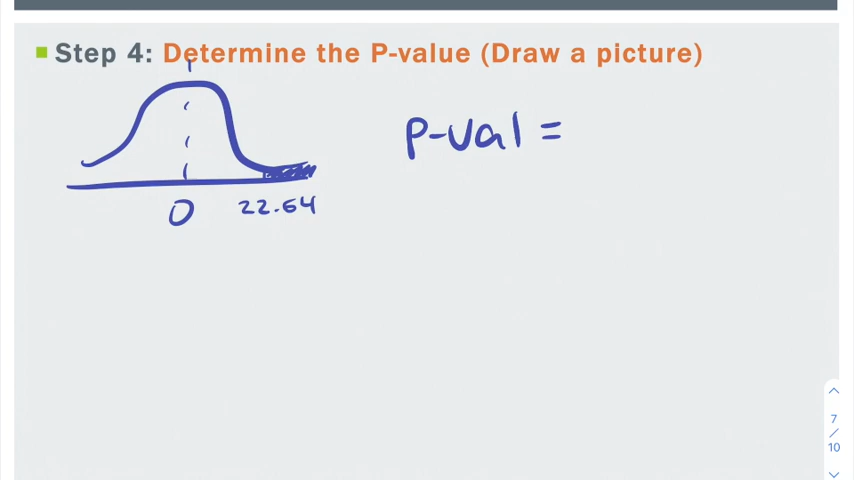 Step 4: Determine the P-value (Draw a picture)
P-val =
0 22.64
7
/
10